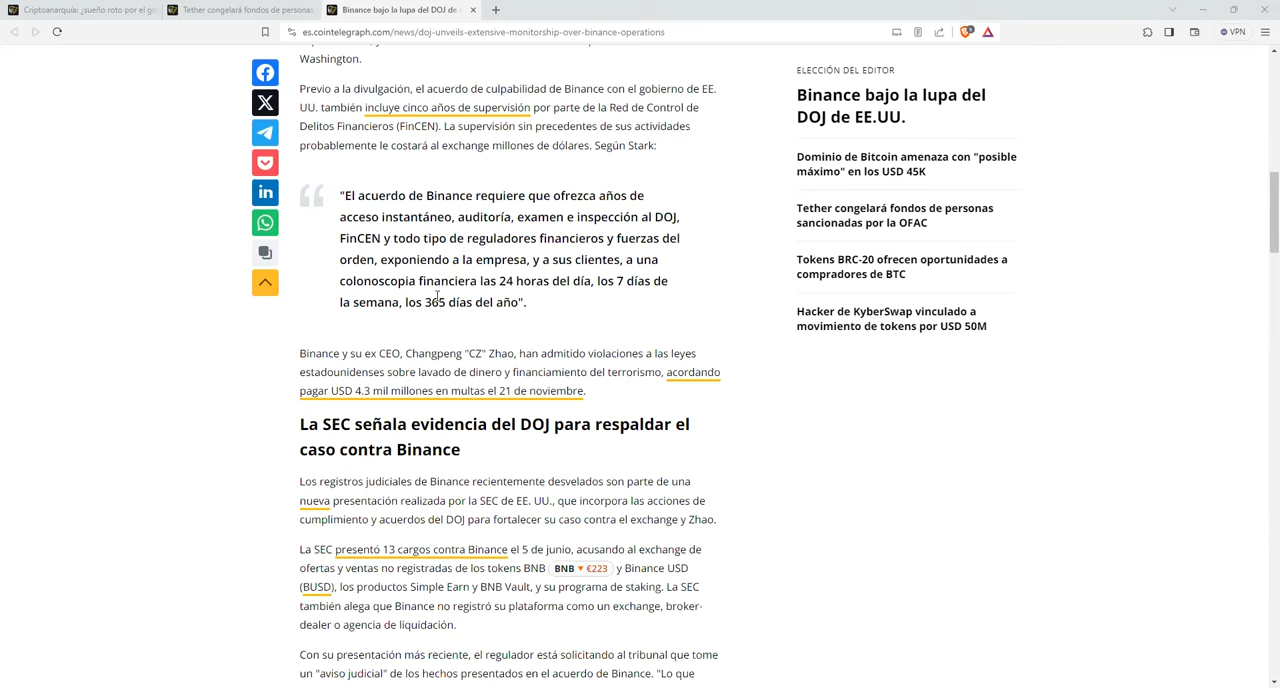 Criptoanarquía: ¿sueño roto por el go
Tether congelará fondos de personas
Binance bajo la lupa del DOJ de
es.cointelegraph.com/news/doj-unveils-extensive-monitorship-over-binance-operations
VPN
Washington.
Previo a la divulgación, el acuerdo de culpabilidad de Binance con el gobierno de EE.
UU. también incluye cinco años de supervisión por parte de la Red de Control de
Delitos Financieros (FinCEN). La supervisión sin precedentes de sus actividades
probablemente le costará al exchange millones de dólares. Según Stark:
"El acuerdo de Binance requiere que ofrezca años de
acceso instantáneo, auditoría, examen e inspección al DOJ,
FinCEN y todo tipo de reguladores financieros y fuerzas del
orden, exponiendo a la empresa, y a sus clientes, a una
colonoscopia financiera las 24 horas del día, los 7 días de
la semana, los 365 días del año".
Binance y su ex CEO, Changpeng "CZ" Zhao, han admitido violaciones a las leyes
estadounidenses sobre lavado de dinero y financiamiento del terrorismo, acordando
pagar USD 4.3 mil millones en multas el 21 de noviembre.
La SEC señala evidencia del DOJ para respaldar el
caso contra Binance
Los registros judiciales de Binance recientemente desvelados son parte de una
nueva presentación realizada por la SEC de EE. UU., que incorpora las acciones de
cumplimiento y acuerdos del DOJ para fortalecer su caso contra el exchange y Zhao.
La SEC presentó 13 cargos contra Binance el 5 de junio, acusando al exchange de
ofertas y ventas no registradas de los tokens BNB BNB ▼ €223 y Binance USD
(BUSD), los productos Simple Earn y BNB Vault, y su programa de staking. La SEC
también alega que Binance no registró su plataforma como un exchange, broker-
dealer o agencia de liquidación.
Con su presentación más reciente, el regulador está solicitando al tribunal que tome
un "aviso judicial" de los hechos presentados en el acuerdo de Binance. "Lo que
ELECCIÓN DEL EDITOR
Binance bajo la lupa del
DOJ de EE.UU.
Dominio de Bitcoin amenaza con "posible
máximo" en los USD 45K
Tether congelará fondos de personas
sancionadas por la OFAC
Tokens BRC-20 ofrecen oportunidades a
compradores de BTC
Hacker de KyberSwap vinculado a
movimiento de tokens por USD 50M